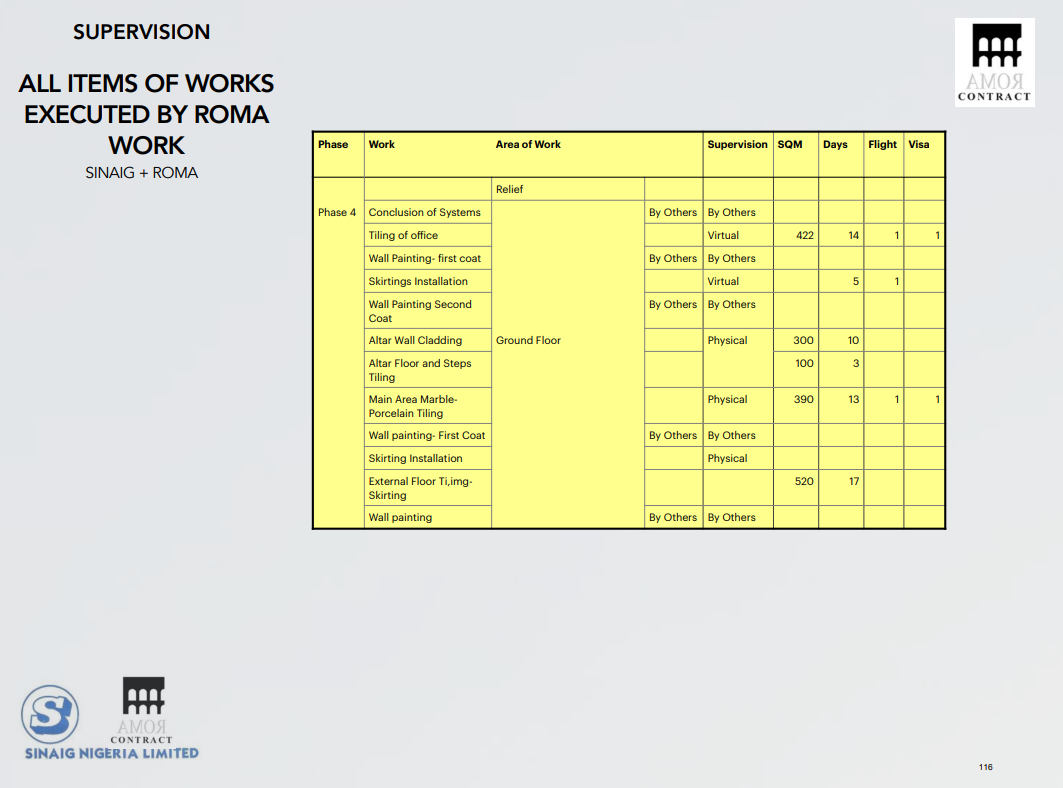 SUPERVISION
ALL ITEMS OF WORKS
EXECUTED BY ROMA
WORK
SINAIG + ROMA
AMOЯ
CONTRACT
Phase Work Area of Work Supervision SQM Days Flight Visa
Relief
Phase 4 Conclusion of Systems By Others By Others
Tiling of office Virtual 422 14 1 1
Wall Painting- first coat By Others By Others
Skirtings Installation Virtual 5 1
Wall Painting Second By Others By Others
Coat
Altar Wall Cladding Ground Floor Physical 300 10
Altar Floor and Steps 100 3
Tiling
Main Area Marble- Physical 390 13 1 1
Porcelain Tiling
Wall painting- First Coat By Others By Others
Skirting Installation Physical
External Floor Ti,img- 520 17
Skirting
Wall painting By Others By Others
S
AMOЯ
CONTRACT
SINAIG NIGERIA LIMITED
116